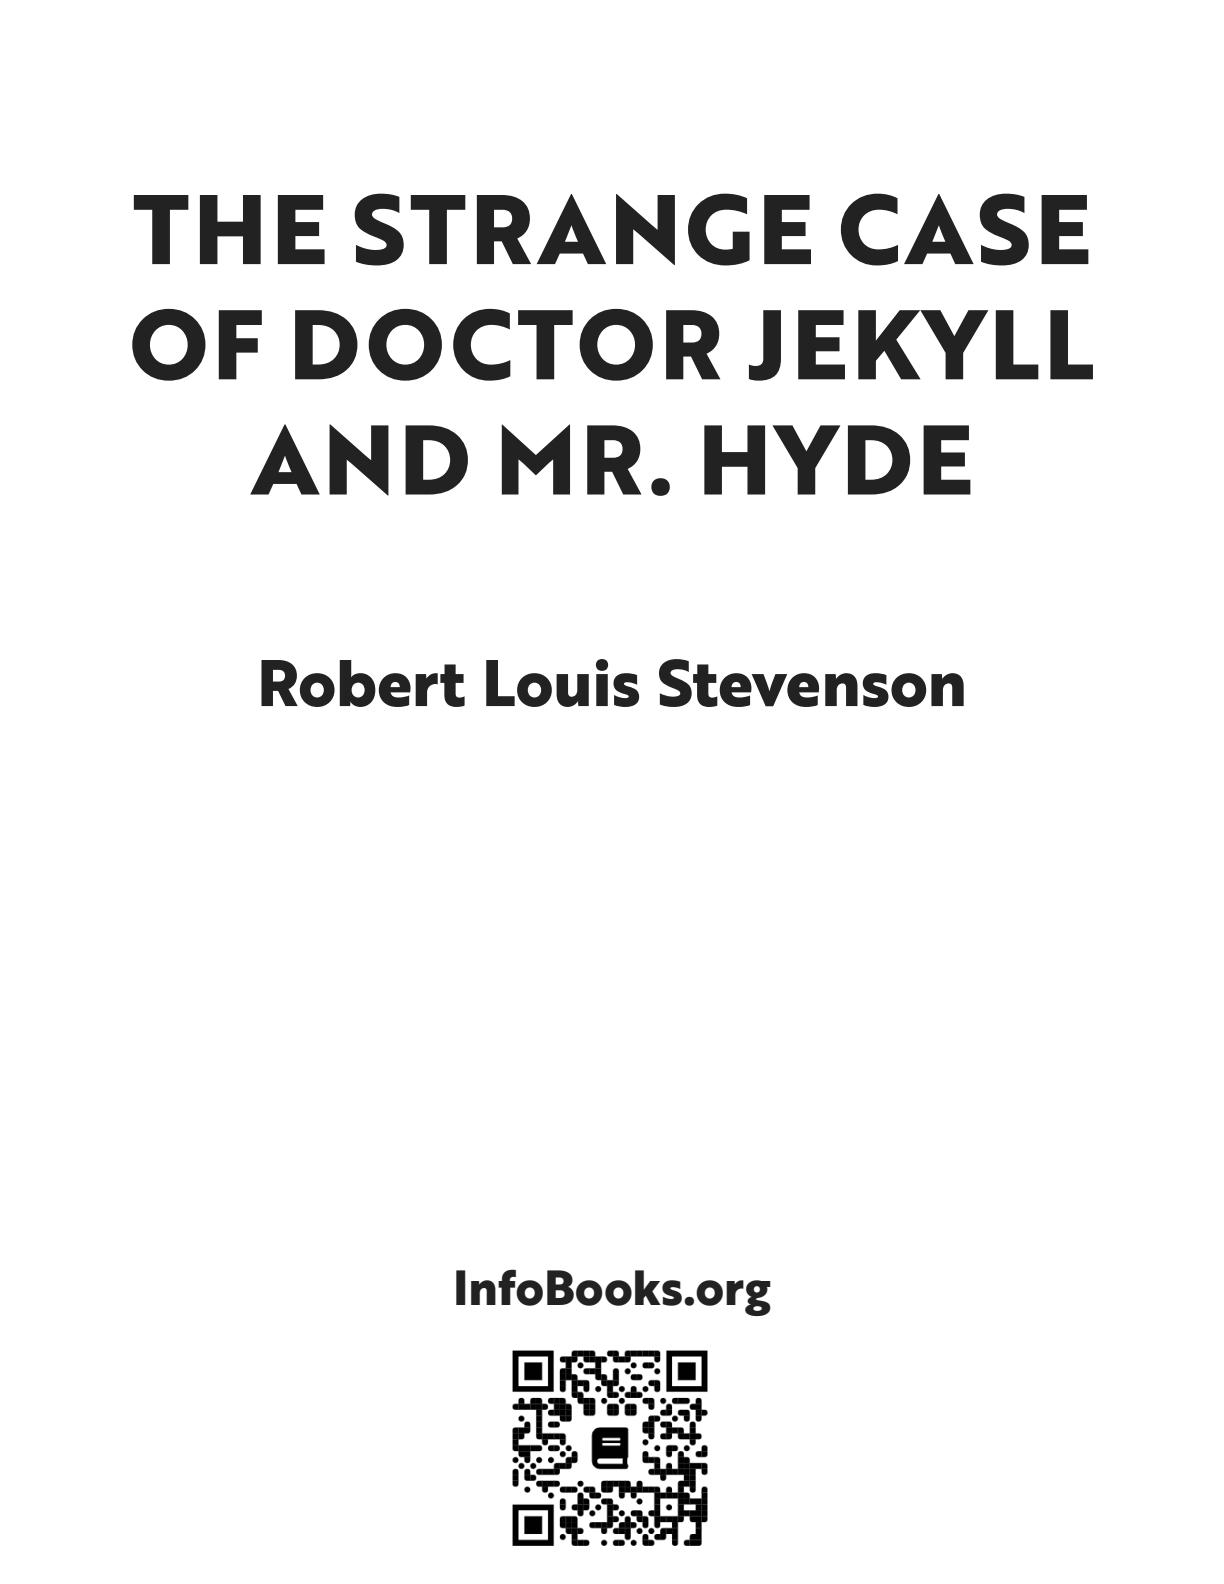 THE STRANGE CASE
OF DOCTOR JEKYLL
AND MR. HYDE
Robert Louis Stevenson
InfoBooks.org